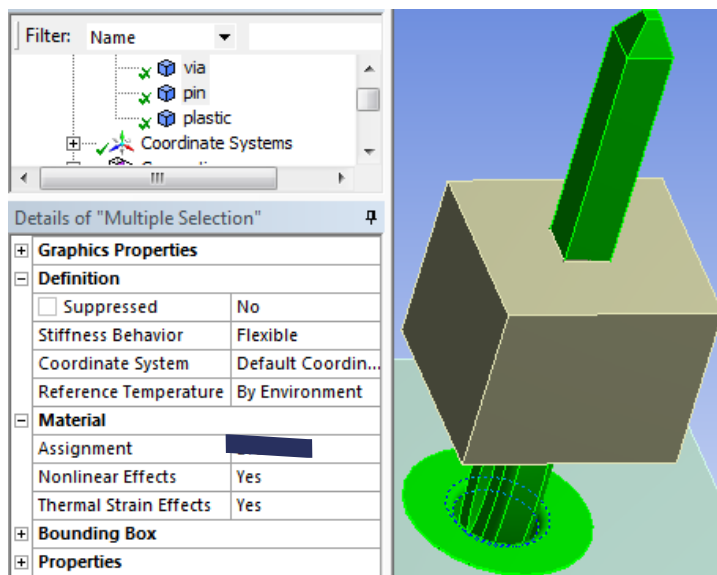 Filter: Name
via
pin
plastic
Coordinate Systems
Details of "Multiple Selection"
Graphics Properties
Definition
Suppressed No
Stiffness Behavior Flexible
Coordinate System Default Coordin...
Reference Temperature By Environment
Material
Assignment
Nonlinear Effects Yes
Thermal Strain Effects Yes
Bounding Box
Properties